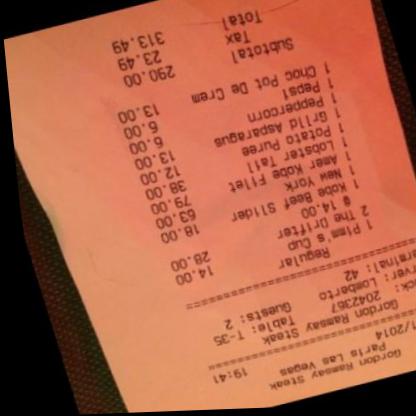 Gordon Ramsay Steak
Paris Las Vegas
1/2014 19:41
Gordon Ramsay Steak
ck: 2042367 Table: T-35
rver: Lomberto Guests: 2
erminal: 42
Regular
1 Pimm's Cup 14.00
2 The Drifter 28.00
@ 14.00
1 Kobe Beef Slider 18.00
1 New York 63.00
1 Amer Kobe Filet 79.00
1 Lobster Tail 38.00
1 Potato Puree 12.00
1 Grlld Asparagus 13.00
1 Peppercorn 6.00
1 Pepsi 6.00
1 Choc Pot De Crem 13.00
Subtotal 290.00
Tax 23.49
Total 313.49